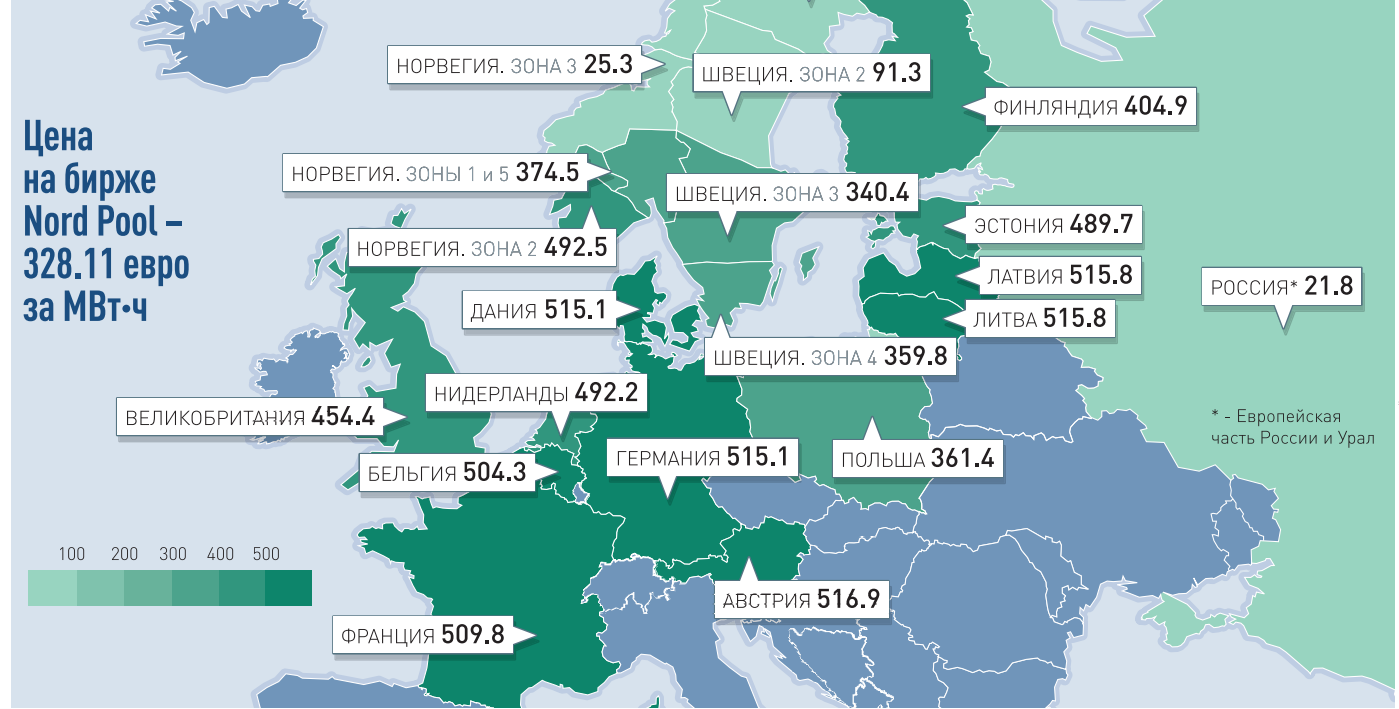 НОРВЕГИЯ. ЗОНА 3 25.3
ШВЕЦИЯ. ЗОНА 2 91.3
ФИНЛЯНДИЯ 404.9
Цена
на бирже
Nord Pool –
328.11 евро
за МВт·ч
НОРВЕГИЯ. ЗОНЫ 1 и 5 374.5
ШВЕЦИЯ. ЗОНА 3 340.4
ЭСТОНИЯ 489.7
НОРВЕГИЯ. ЗОНА 2 492.5
ЛАТВИЯ 515.8
РОССИЯ* 21.8
ДАНИЯ 515.1
ЛИТВА 515.8
ШВЕЦИЯ. ЗОНА 4 359.8
НИДЕРЛАНДЫ 492.2
ВЕЛИКОБРИТАНИЯ 454.4
* - Европейская
часть России и Урал
БЕЛЬГИЯ 504.3
ГЕРМАНИЯ 515.1
ПОЛЬША 361.4
100 200 300 400 500
АВСТРИЯ 516.9
ФРАНЦИЯ 509.8